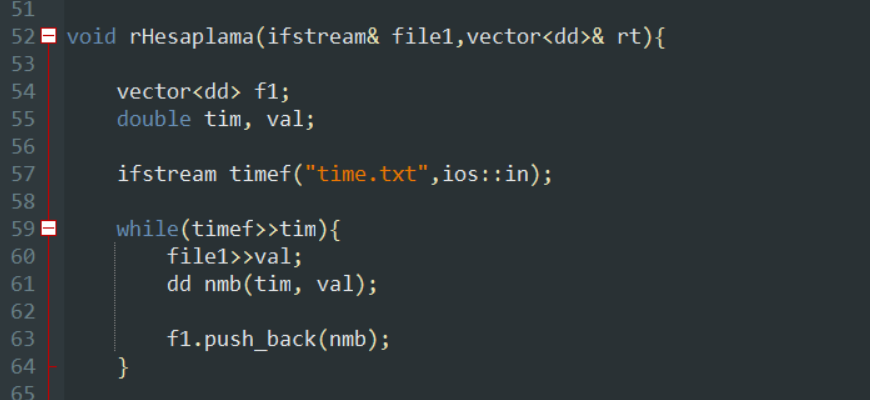 51
52 void rHesaplama(ifstream& file1,vector<dd>& rt){
53
54 vector<dd> f1;
55 double tim, val;
56
57 ifstream timef("time.txt",ios::in);
58
59 while(timef>>tim){
60 file1>>val;
61 dd nmb(tim, val);
62
63 f1.push_back(nmb);
64 }
65